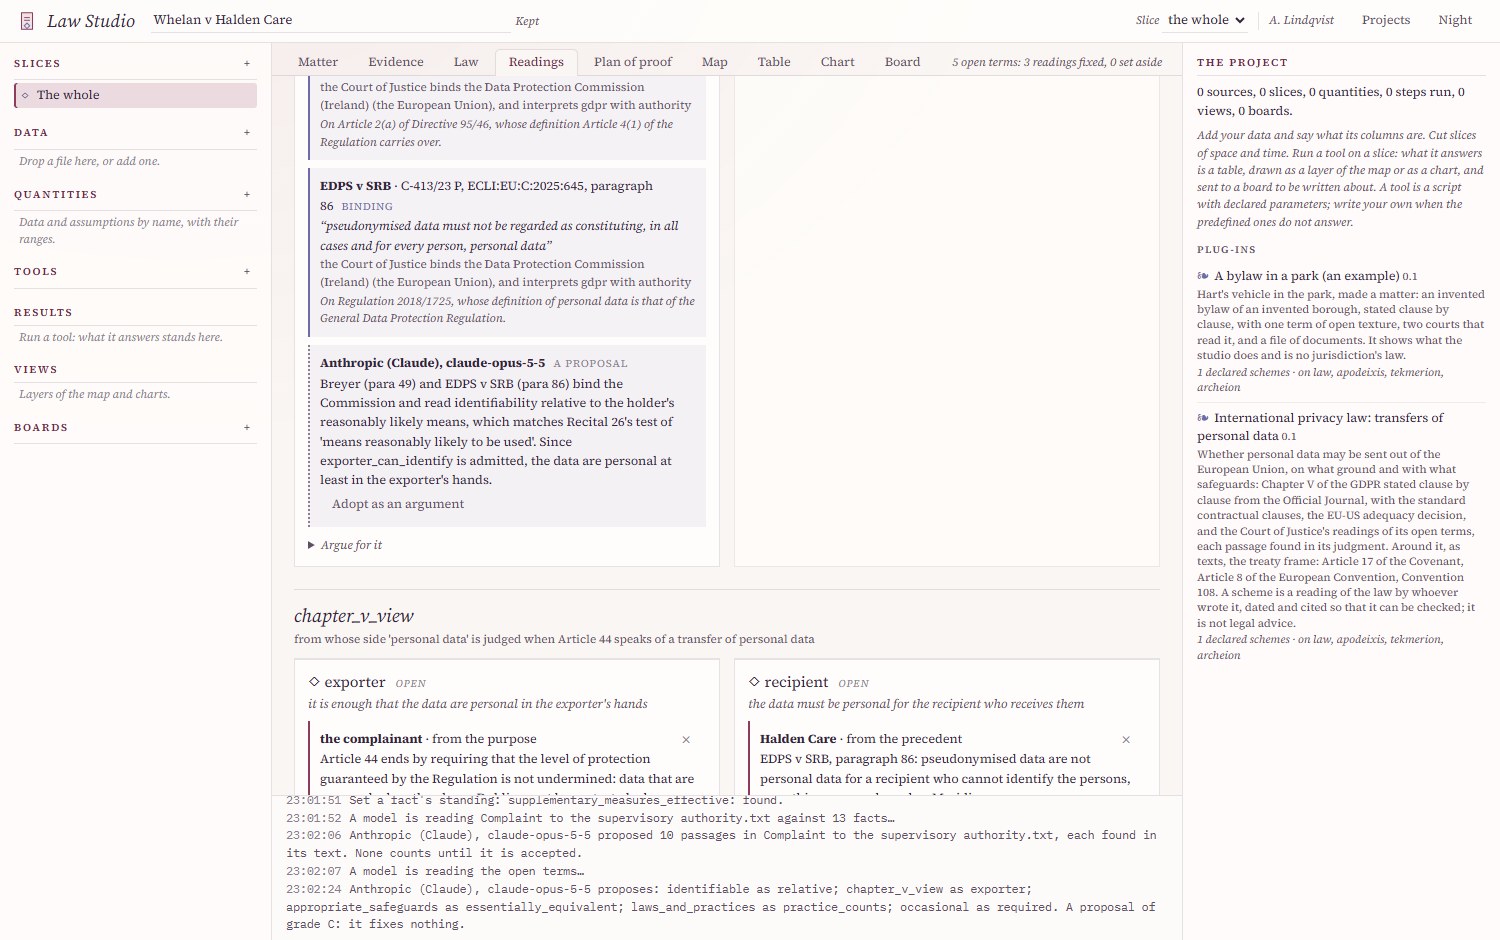 Law Studio
Whelan v Halden Care
Kept
Slice the whole
A. Lindqvist
Projects
Night
SLICES +
The whole
DATA +
Drop a file here, or add one.
QUANTITIES +
Data and assumptions by name, with their
ranges.
TOOLS +
RESULTS
Run a tool: what it answers stands here.
VIEWS
Layers of the map and charts.
BOARDS +
Matter Evidence Law Readings Plan of proof Map Table Chart Board
5 open terms: 3 readings fixed, 0 set aside
the Court of Justice binds the Data Protection Commission
(Ireland) (the European Union), and interprets gdpr with authority
On Article 2(a) of Directive 95/46, whose definition Article 4(1) of the
Regulation carries over.
EDPS v SRB · C-413/23 P, ECLI:EU:C:2025:645, paragraph
86 BINDING
“pseudonymised data must not be regarded as constituting, in all
cases and for every person, personal data”
the Court of Justice binds the Data Protection Commission
(Ireland) (the European Union), and interprets gdpr with authority
On Regulation 2018/1725, whose definition of personal data is that of the
General Data Protection Regulation.
Anthropic (Claude), claude-opus-5-5 A PROPOSAL
Breyer (para 49) and EDPS v SRB (para 86) bind the
Commission and read identifiability relative to the holder's
reasonably likely means, which matches Recital 26's test of
'means reasonably likely to be used'. Since
exporter_can_identify is admitted, the data are personal at
least in the exporter's hands.
Adopt as an argument
Argue for it
chapter_v_view
from whose side 'personal data' is judged when Article 44 speaks of a transfer of personal data
exporter OPEN
it is enough that the data are personal in the exporter's hands
the complainant · from the purpose ×
Article 44 ends by requiring that the level of protection
guaranteed by the Regulation is not undermined: data that are
recipient OPEN
the data must be personal for the recipient who receives them
Halden Care · from the precedent ×
EDPS v SRB, paragraph 86: pseudonymised data are not
personal data for a recipient who cannot identify the persons,
23:01:51 Set a fact's standing: supplementary_measures_effective: found.
23:01:52 A model is reading Complaint to the supervisory authority.txt against 13 facts…
23:02:06 Anthropic (Claude), claude-opus-5-5 proposed 10 passages in Complaint to the supervisory authority.txt, each found in
its text. None counts until it is accepted.
23:02:07 A model is reading the open terms…
23:02:24 Anthropic (Claude), claude-opus-5-5 proposes: identifiable as relative; chapter_v_view as exporter;
appropriate_safeguards as essentially_equivalent; laws_and_practices as practice_counts; occasional as required. A proposal of
grade C: it fixes nothing.
THE PROJECT
0 sources, 0 slices, 0 quantities, 0 steps run, 0
views, 0 boards.
Add your data and say what its columns are. Cut slices
of space and time. Run a tool on a slice: what it answers
is a table, drawn as a layer of the map or as a chart, and
sent to a board to be written about. A tool is a script
with declared parameters; write your own when the
predefined ones do not answer.
PLUG-INS
A bylaw in a park (an example) 0.1
Hart's vehicle in the park, made a matter: an invented
bylaw of an invented borough, stated clause by
clause, with one term of open texture, two courts that
read it, and a file of documents. It shows what the
studio does and is no jurisdiction's law.
1 declared schemes · on law, apodeixis, tekmerion,
archeion
International privacy law: transfers of
personal data 0.1
Whether personal data may be sent out of the
European Union, on what ground and with what
safeguards: Chapter V of the GDPR stated clause by
clause from the Official Journal, with the standard
contractual clauses, the EU-US adequacy decision,
and the Court of Justice's readings of its open terms,
each passage found in its judgment. Around it, as
texts, the treaty frame: Article 17 of the Covenant,
Article 8 of the European Convention, Convention
108. A scheme is a reading of the law by whoever
wrote it, dated and cited so that it can be checked; it
is not legal advice.
1 declared schemes · on law, apodeixis, tekmerion,
archeion